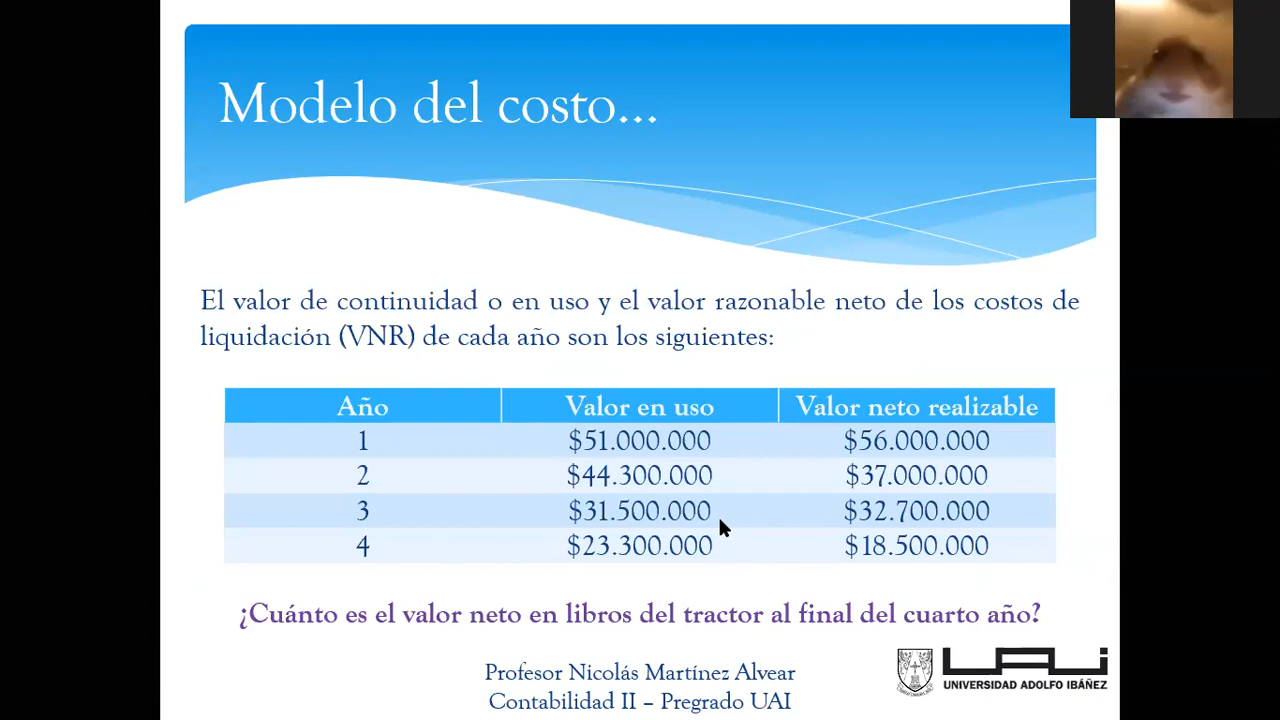 Modelo del costo...
El valor de continuidad o en uso y el valor razonable neto de los costos de
liquidación (VNR) de cada año son los siguientes:
Año Valor en uso Valor neto realizable
1 $51.000.000 $56.000.000
2 $44.300.000 $37.000.000
3 $31.500.000 $32.700.000
4 $23.300.000 $18.500.000
¿Cuánto es el valor neto en libros del tractor al final del cuarto año?
Profesor Nicolás Martínez Alvear
Contabilidad II – Pregrado UAI
UAI
UNIVERSIDAD ADOLFO IBÁÑEZ